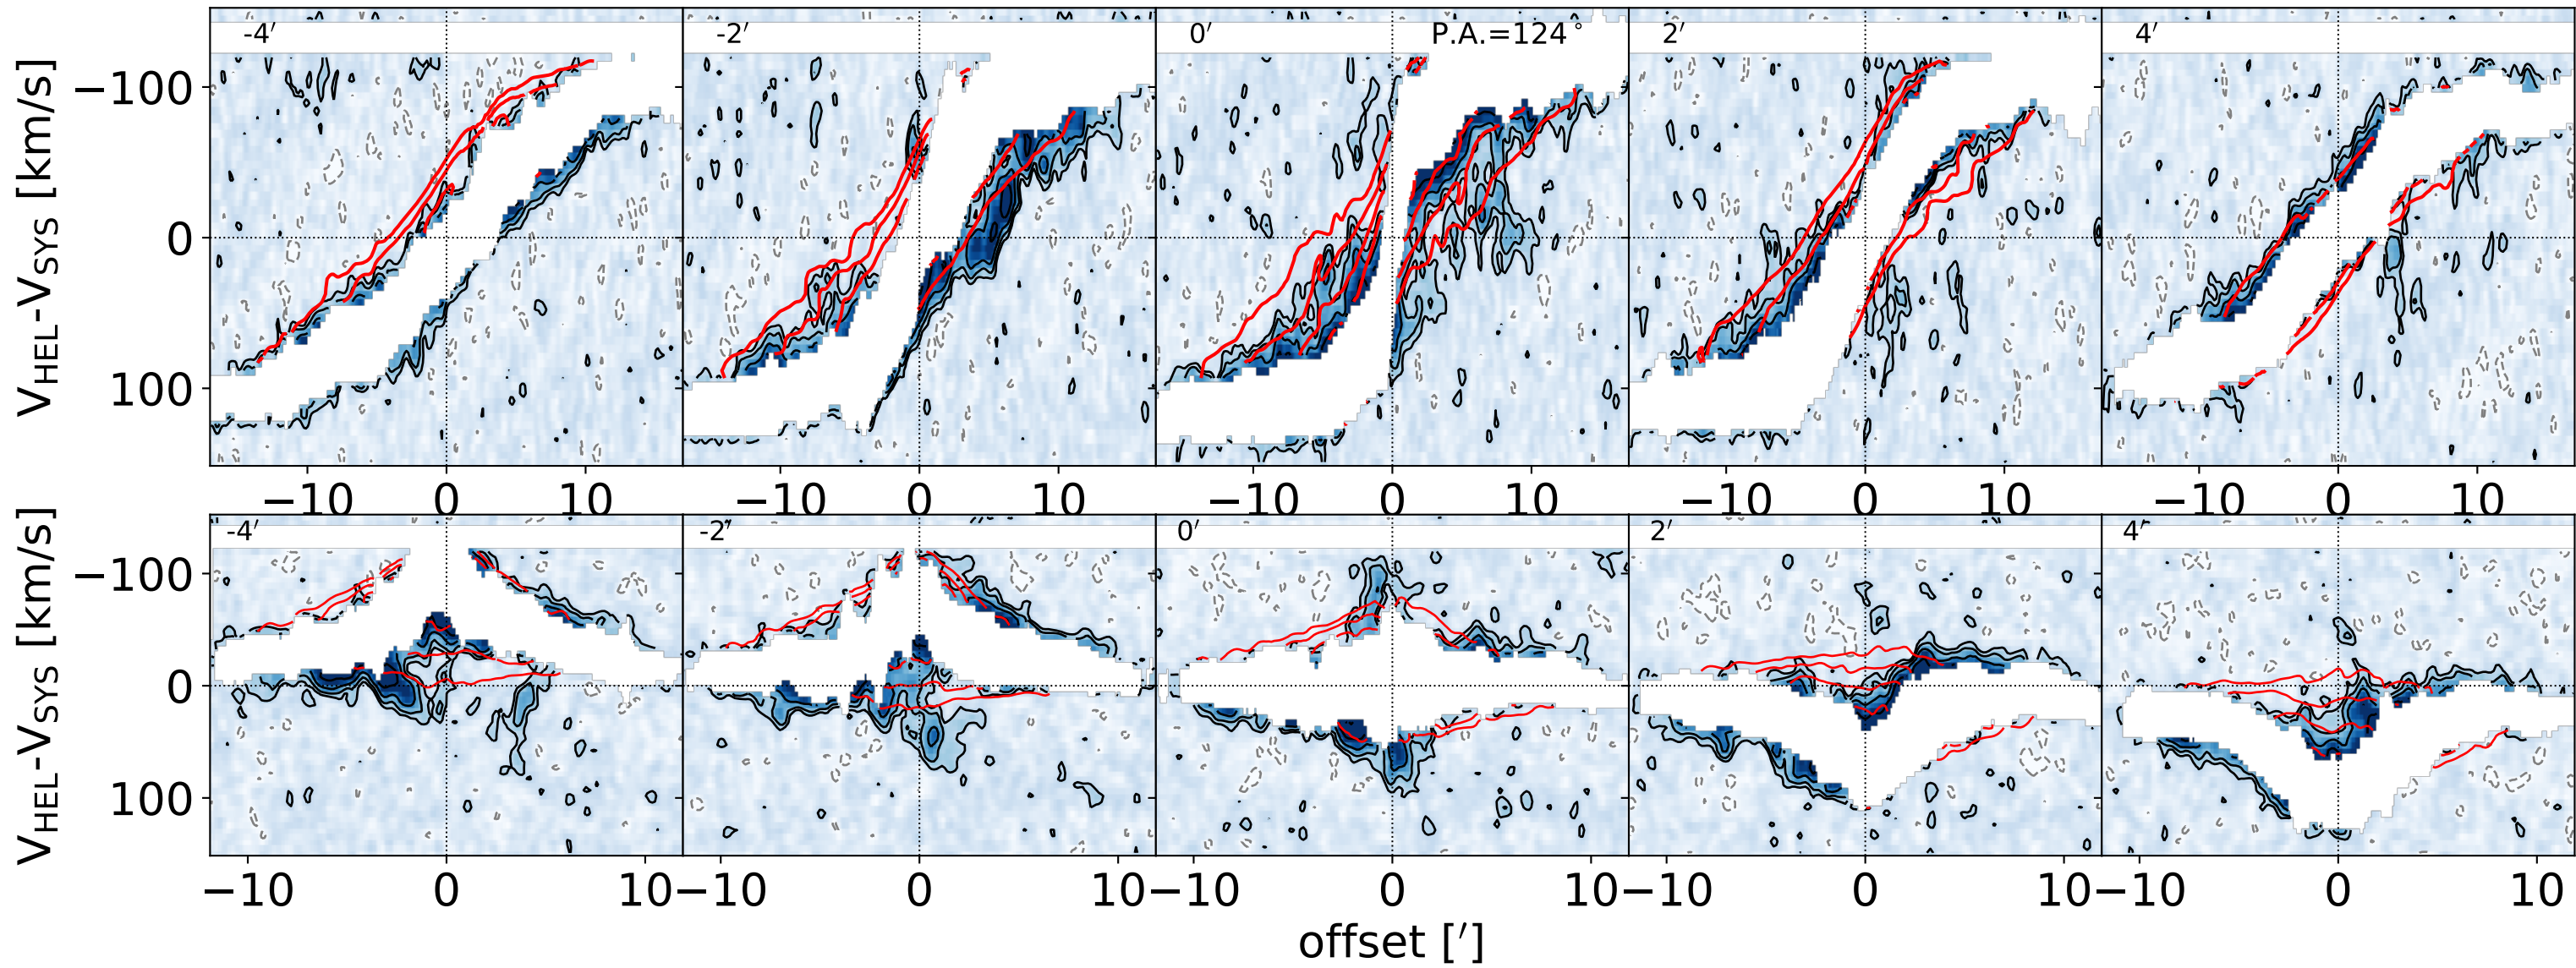 -4′ -2′ 0′ P.A.=124° 2′ 4′
V_HEL-V_SYS [km/s]
−100
0
100
−10 0 10 −10 0 10 −10 0 10 −10 0 10 −10 0 10
-4′ -2′ 0′ 2′ 4′
V_HEL-V_SYS [km/s]
−100
0
100
−10 0 10 −10 0 10 −10 0 10 −10 0 10 −10 0 10
offset [′]